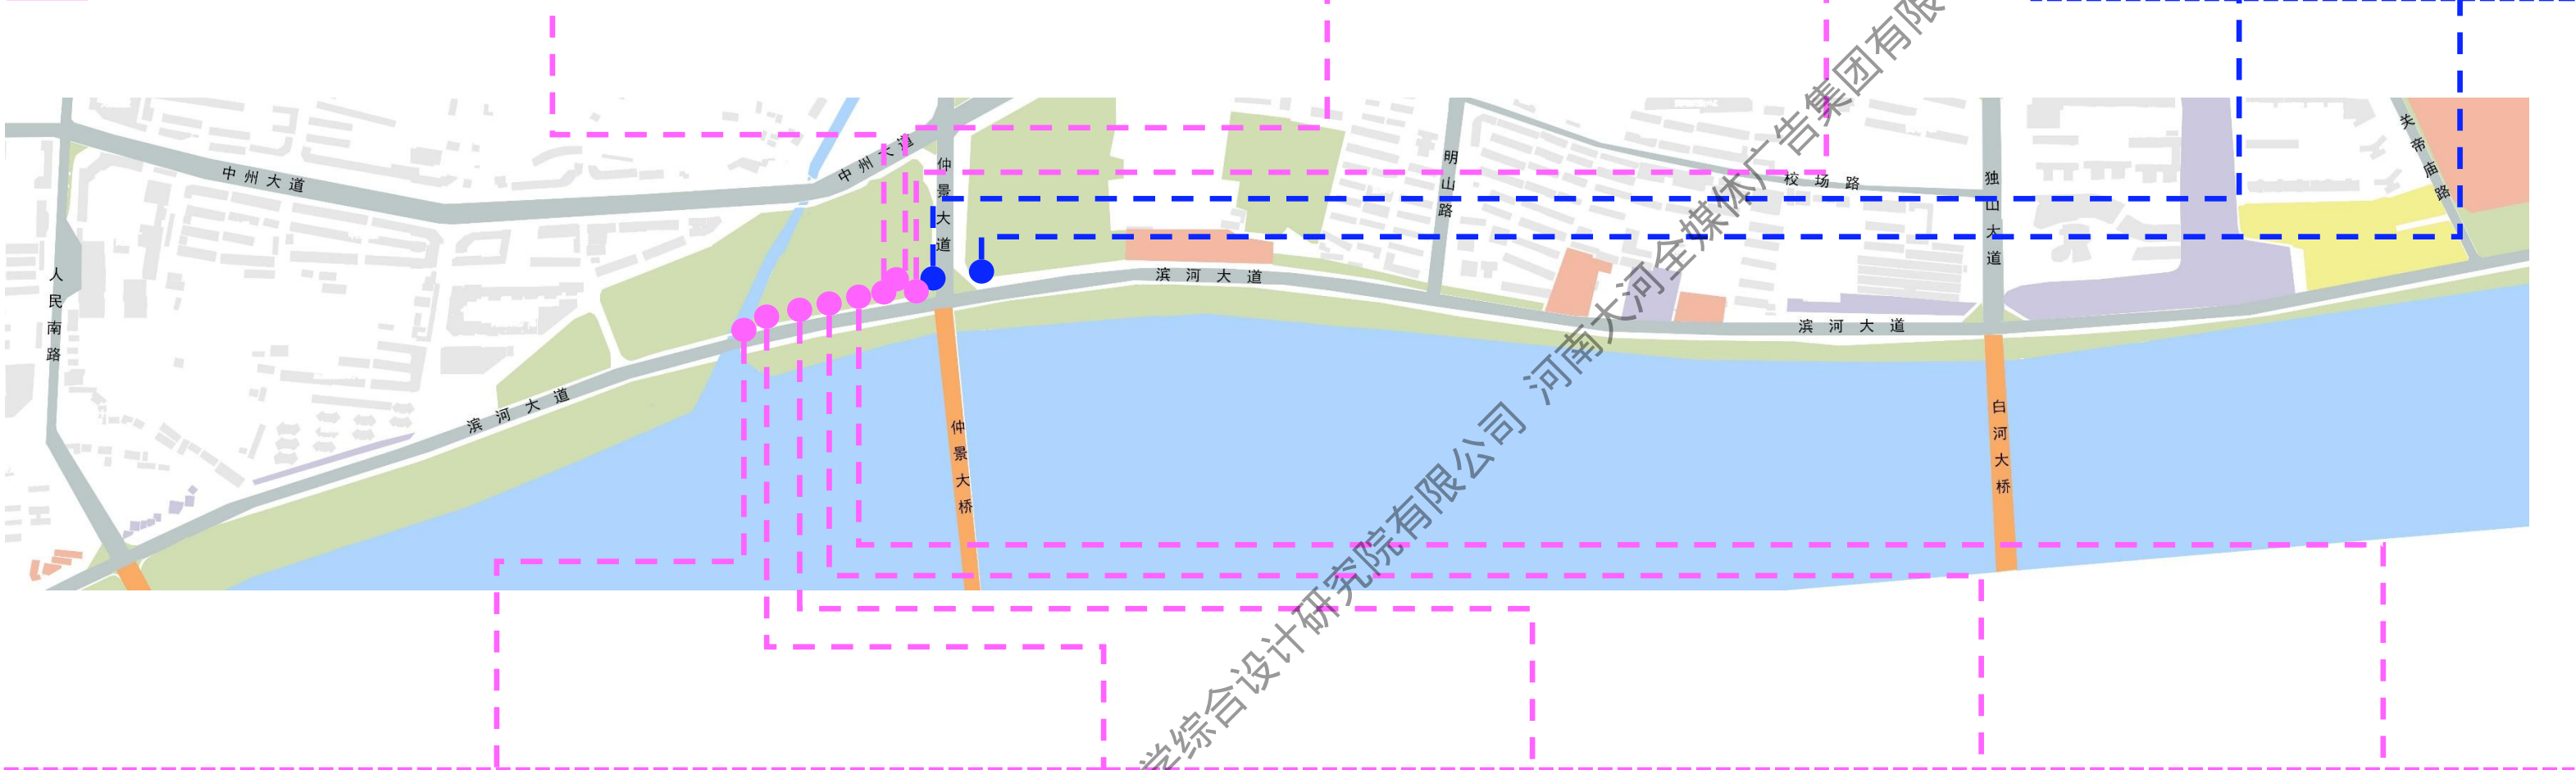 中州大道
中州大道
仲景大道
明山路
校场路
独山大道
关帝庙路
人民南路
滨河大道
滨河大道
滨河大道
仲景大桥
白河大桥
学综合设计研究院有限公司 河南大河全媒体广告集团有限